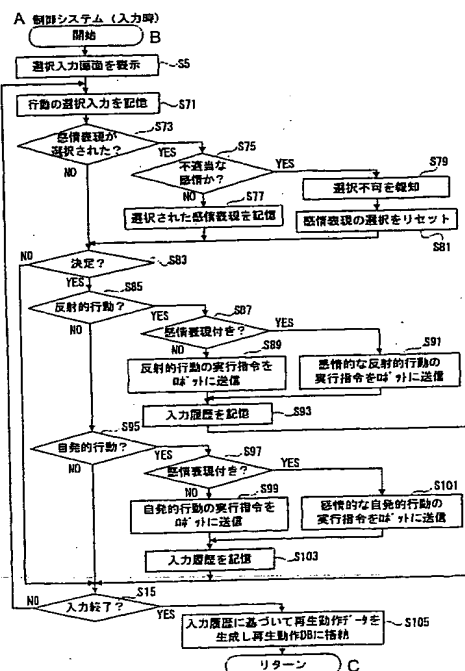 A 制御システム (入力時)
開始 B
選択入力画面を表示 S5
行動の選択入力を記憶 S71
感情表現が
選択された?
S73
YES
NO
不適当な
感情か?
S75
YES
NO
S77
選択された感情表現を記憶
S79
選択不可を報知
感情表現の選択をリセット
S81
NO
決定? S83
YES
反射的行動? S85
YES
NO
感情表現付き? S87
YES
NO
S89
反射的行動の実行指令を
ロボットに送信
S91
感情的な反射的行動の
実行指令をロボットに送信
入力履歴を記憶 S93
自発的行動? S95
YES
NO
感情表現付き? S97
YES
NO
S99
自発的行動の実行指令を
ロボットに送信
S101
感情的な自発的行動の
実行指令をロボットに送信
入力履歴を記憶 S103
NO
入力終了? S15
YES
入力履歴に基づいて再生動作データを
生成し再生動作DBに格納
S105
リターン C